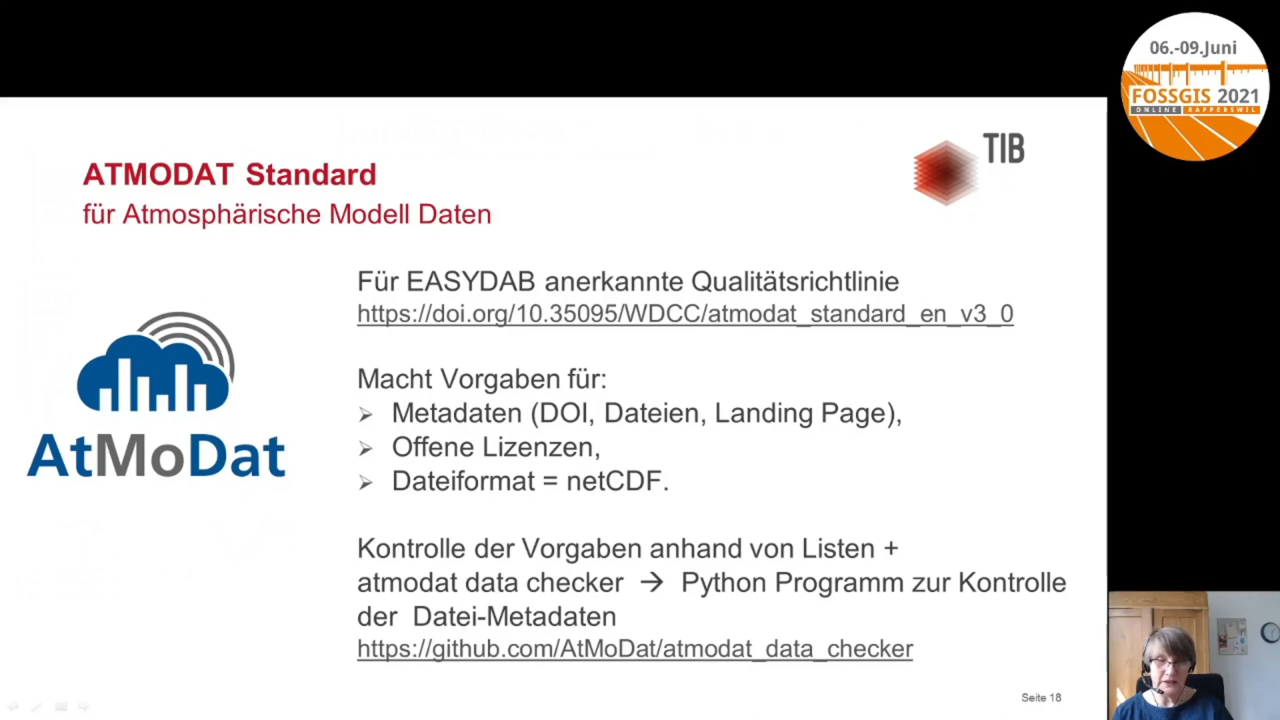 06.-09.Juni
FOSSGIS 2021
ONLINE RAPPERSWIL
TIB
ATMODAT Standard
für Atmosphärische Modell Daten
Für EASYDAB anerkannte Qualitätsrichtlinie
https://doi.org/10.35095/WDCC/atmodat_standard_en_v3_0
Macht Vorgaben für:
Metadaten (DOI, Dateien, Landing Page),
Offene Lizenzen,
Dateiformat = netCDF.
AtMoDat
Kontrolle der Vorgaben anhand von Listen +
atmodat data checker → Python Programm zur Kontrolle
der Datei-Metadaten
https://github.com/AtMoDat/atmodat_data_checker
Seite 18